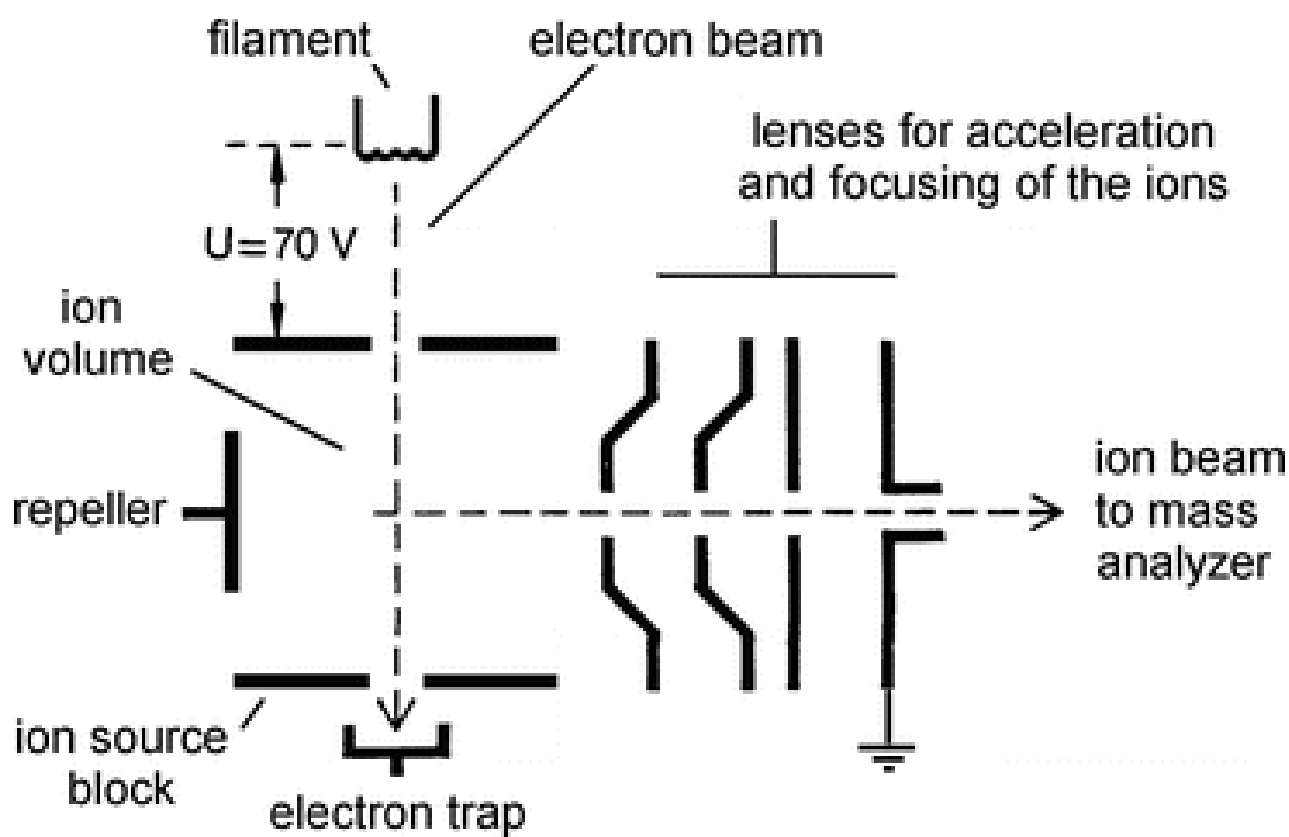 filament
electron beam
lenses for acceleration
and focusing of the ions
U=70 V
ion
volume
repeller
ion beam
to mass
analyzer
ion source
block
electron trap